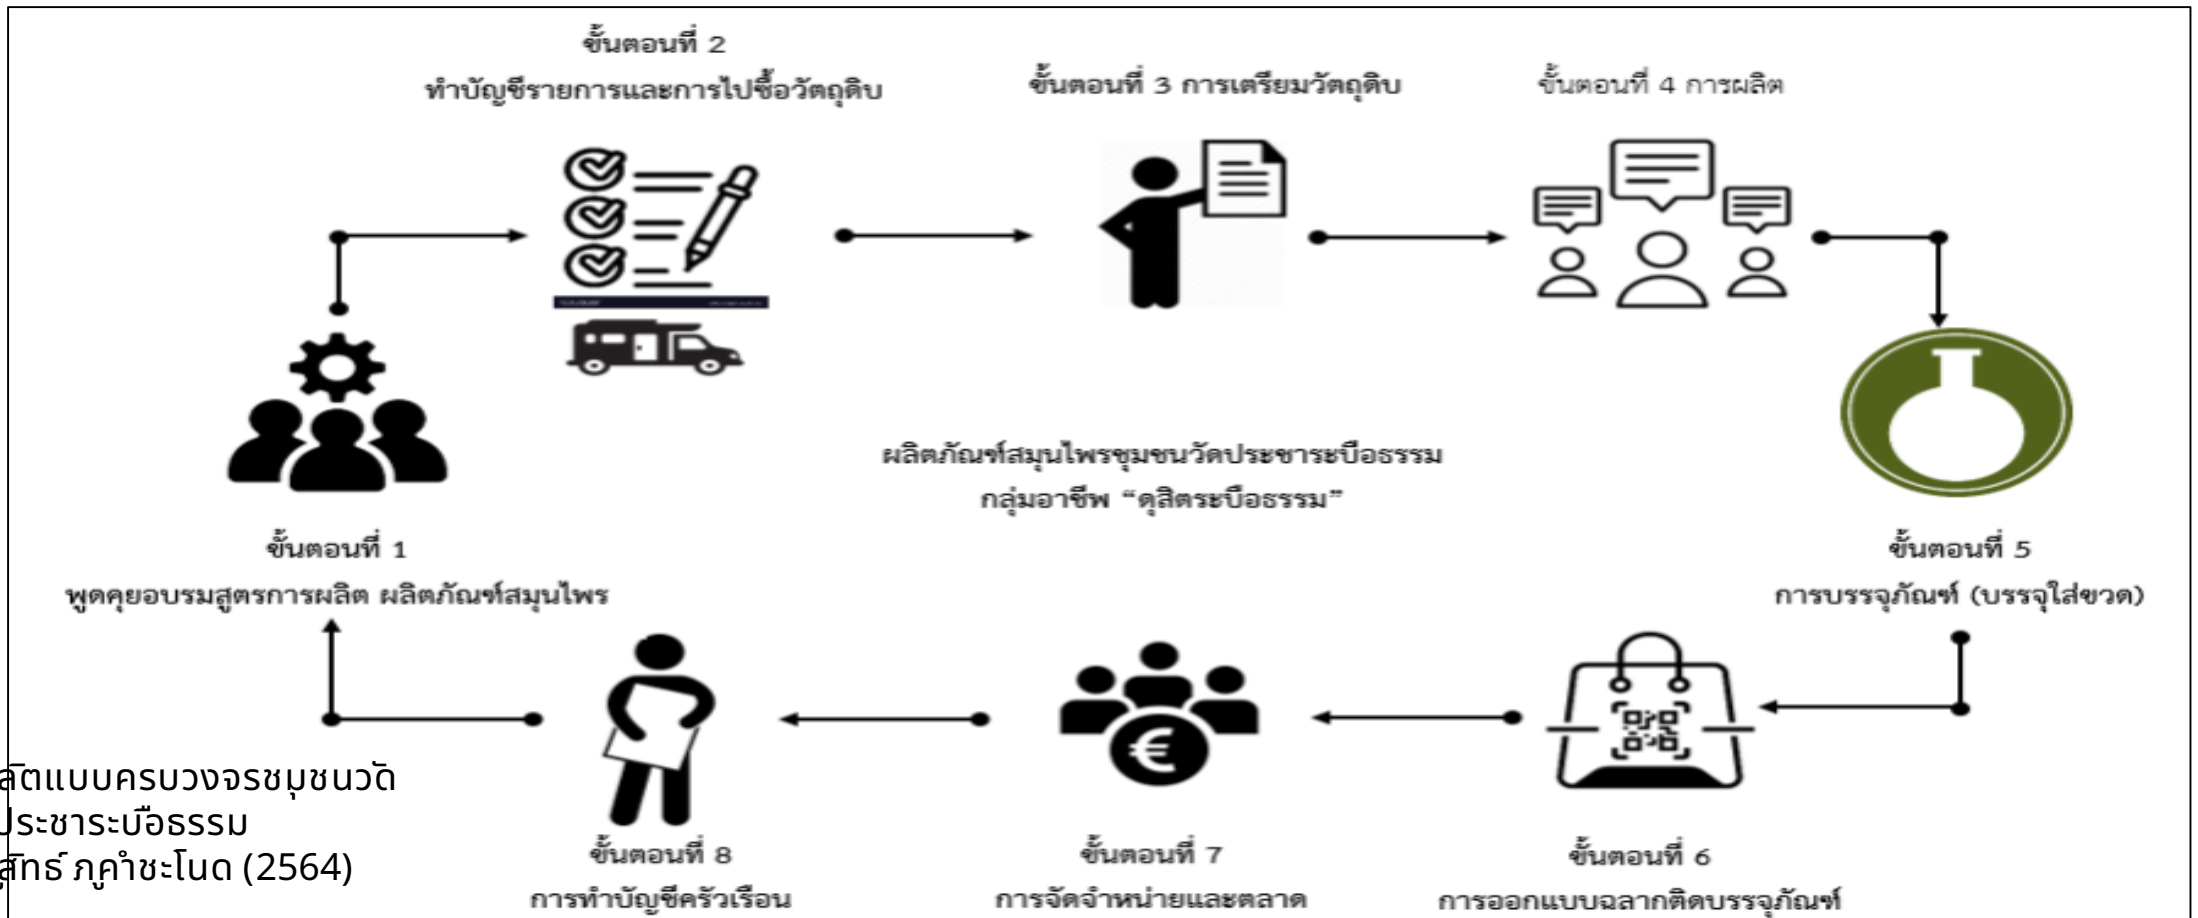 ขั้นตอนที่ 2
ทำบัญชีรายการและการไปซื้อวัตถุดิบ
ขั้นตอนที่ 3 การเตรียมวัตถุดิบ
ขั้นตอนที่ 4 การผลิต
ผลิตภัณฑ์สมุนไพรชุมชนวัดประชาระบือธรรม
กลุ่มอาชีพ “ดุสิตระบือธรรม”
ขั้นตอนที่ 1
พูดคุยอบรมสูตรการผลิต ผลิตภัณฑ์สมุนไพร
ขั้นตอนที่ 5
การบรรจุภัณฑ์ (บรรจุใส่ขวด)
ขั้นตอนที่ 8
การทำบัญชีครัวเรือน
ขั้นตอนที่ 7
การจัดจำหน่ายและตลาด
ขั้นตอนที่ 6
การออกแบบฉลากติดบรรจุภัณฑ์
ลิตแบบครบวงจรชุมชนวัด
ประชาระบือธรรม
สิทธ์ ภูคำชะโนด (2564)